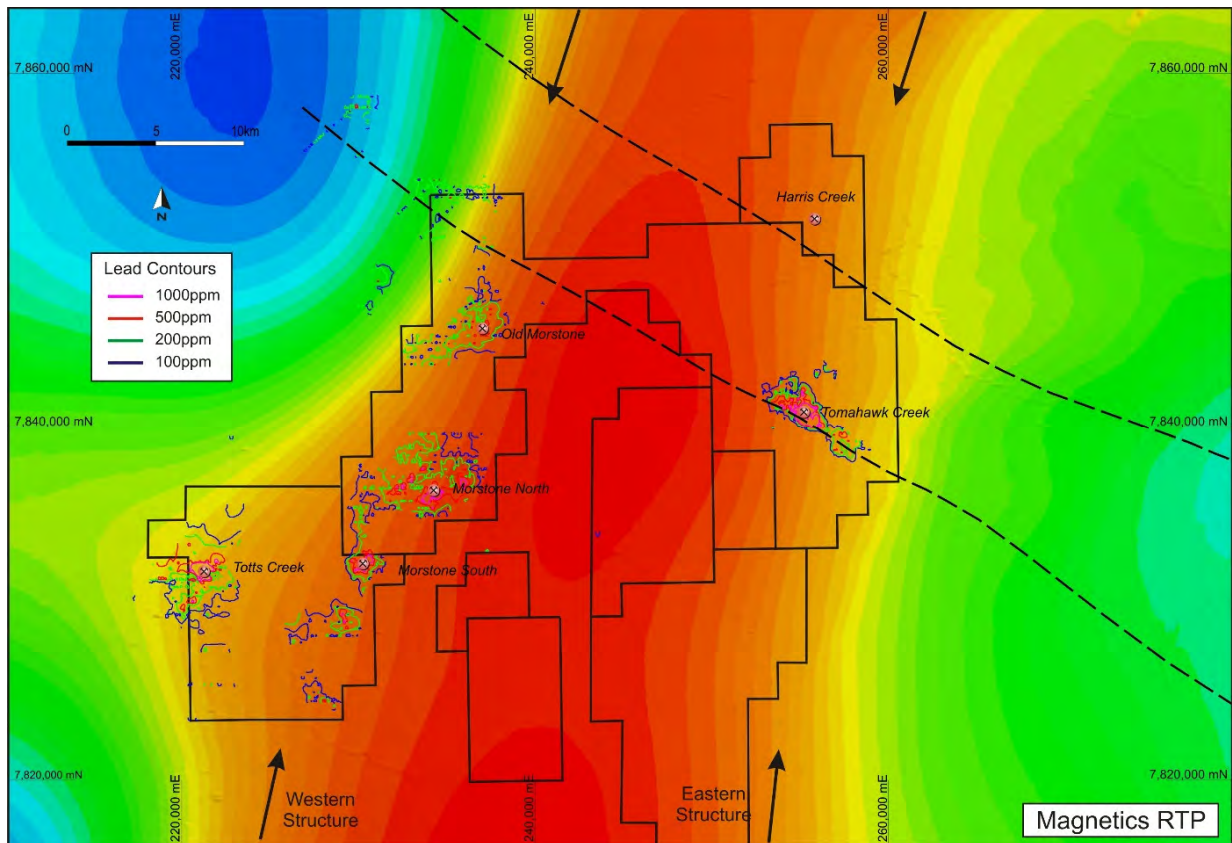 220,000 mE
240,000 mE
260,000 mE
7,860,000 mN
7,860,000 mN
0 5 10km
N
Harris Creek
Lead Contours
1000ppm
500ppm
200ppm
100ppm
Old Morstone
Tomahawk Creek
7,840,000 mN
7,840,000 mN
Morstone North
Totts Creek
Morstone South
7,820,000 mN
7,820,000 mN
220,000 mE
240,000 mE
260,000 mE
Western
Structure
Eastern
Structure
Magnetics RTP